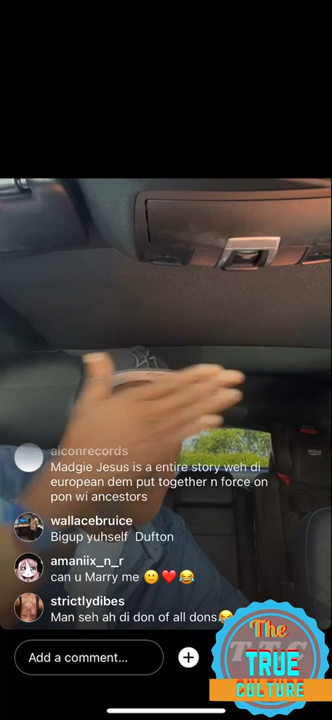 aiconrecords
Madgie Jesus is a entire story weh di
european dem put together n force on
pon wi ancestors
wallacebruice
Bigup yuhself Dufton
amaniix_n_r
can u Marry me 🙂❤️😂
strictlydibes
Man seh ah di don of all dons😂
Add a comment...
The
TRUE
CULTURE